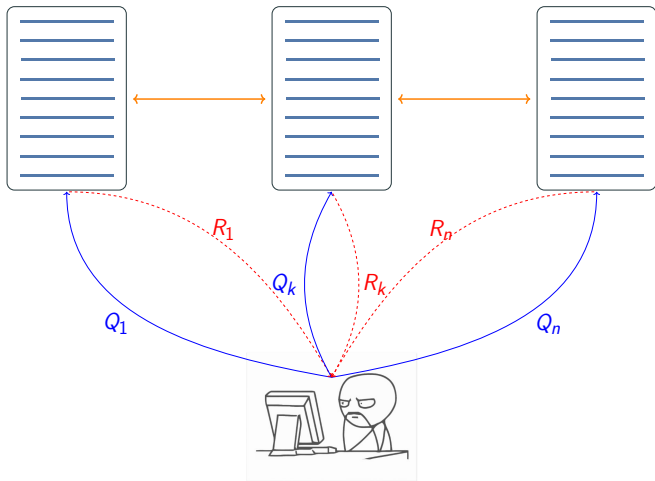 R₁ Rₙ
Qₖ Rₖ
Q₁ Qₙ